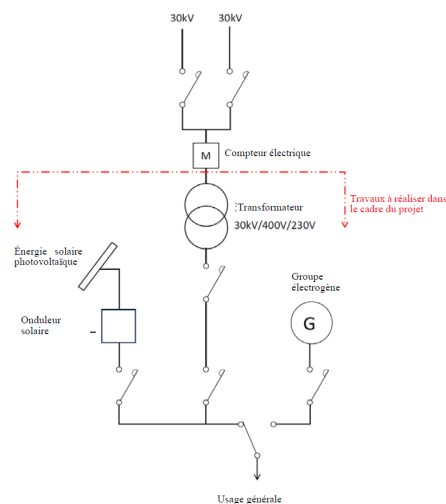 30kV 30kV
M
Compteur électrique
Travaux à réaliser dans
le cadre du projet
Transformateur
30kV/400V/230V
Énergie solaire
photovoltaïque
Groupe
électrogène
Onduleur
solaire
G
Usage générale